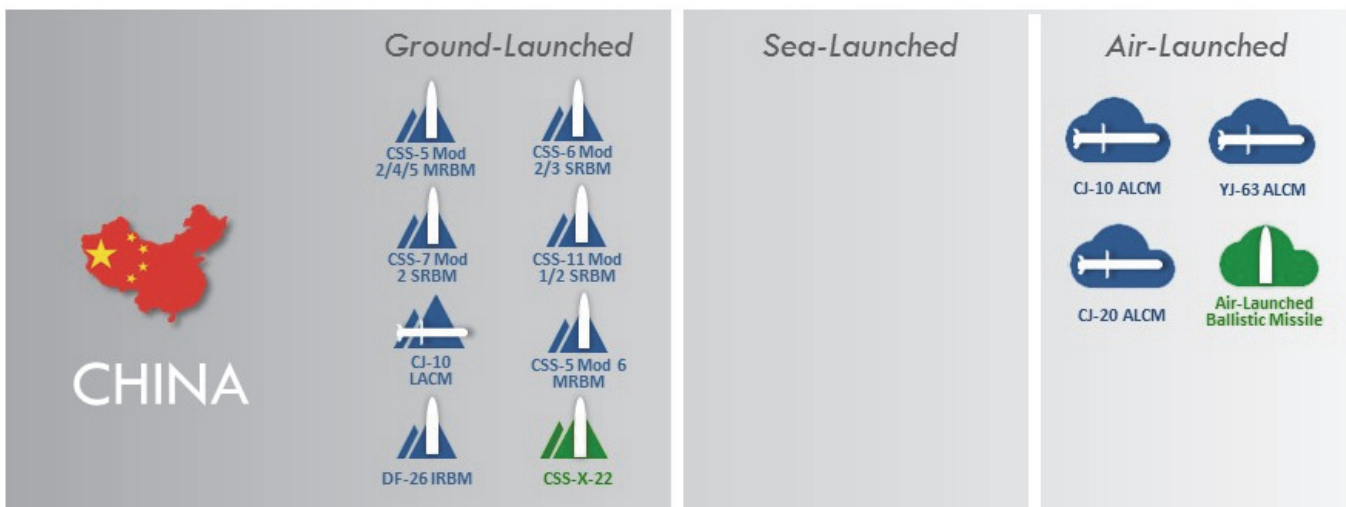 Ground-Launched
Sea-Launched
Air-Launched
CSS-5 Mod
2/4/5 MRBM
CSS-6 Mod
2/3 SRBM
CSS-7 Mod
2 SRBM
CSS-11 Mod
1/2 SRBM
CJ-10
LACM
CSS-5 Mod 6
MRBM
DF-26 IRBM
CSS-X-22
CHINA
CJ-10 ALCM
YJ-63 ALCM
CJ-20 ALCM
Air-Launched
Ballistic Missile